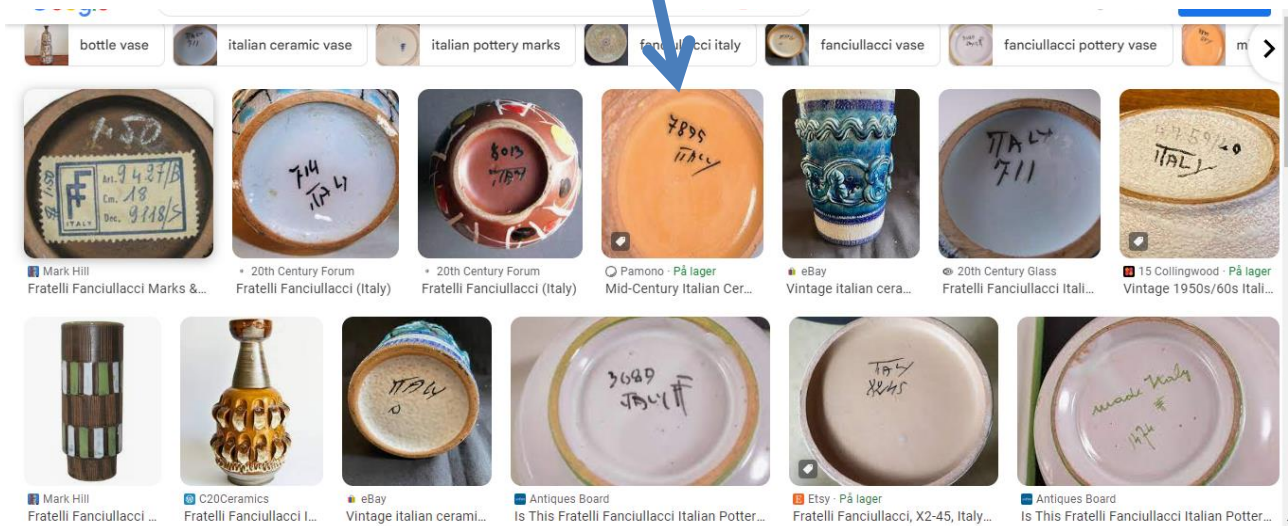 bottle vase
italian ceramic vase
italian pottery marks
fanciullacci italy
fanciullacci vase
fanciullacci pottery vase
ITALY
Art. 9427/B
Cm. 18
Dec. 9118/S
714
ITALY
8013
ITALY
7895
ITALY
ITALY
711
ITALY
Mark Hill
Fratelli Fanciullacci Marks &...
20th Century Forum
Fratelli Fanciullacci (Italy)
20th Century Forum
Fratelli Fanciullacci (Italy)
Pamono · På lager
Mid-Century Italian Cer...
eBay
Vintage italian cera...
20th Century Glass
Fratelli Fanciullacci Itali...
15 Collingwood · På lager
Vintage 1950s/60s Itali...
ITALY
3689
ITALY FF
ITALY
X2-45
made Italy
1474
Mark Hill
Fratelli Fanciullacci ...
C20Ceramics
Fratelli Fanciullacci I...
eBay
Vintage italian cerami...
Antiques Board
Is This Fratelli Fanciullacci Italian Potter...
Etsy · På lager
Fratelli Fanciullacci, X2-45, Italy...
Antiques Board
Is This Fratelli Fanciullacci Italian Potter...